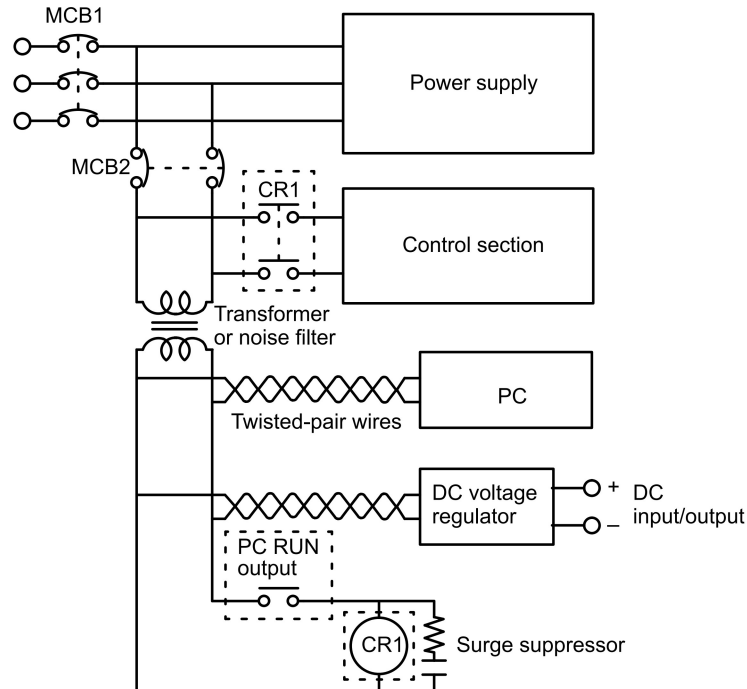 MCB1
Power supply
MCB2
CR1
Control section
Transformer
or noise filter
PC
Twisted-pair wires
DC voltage
regulator
+
–
DC
input/output
PC RUN
output
CR1
Surge suppressor